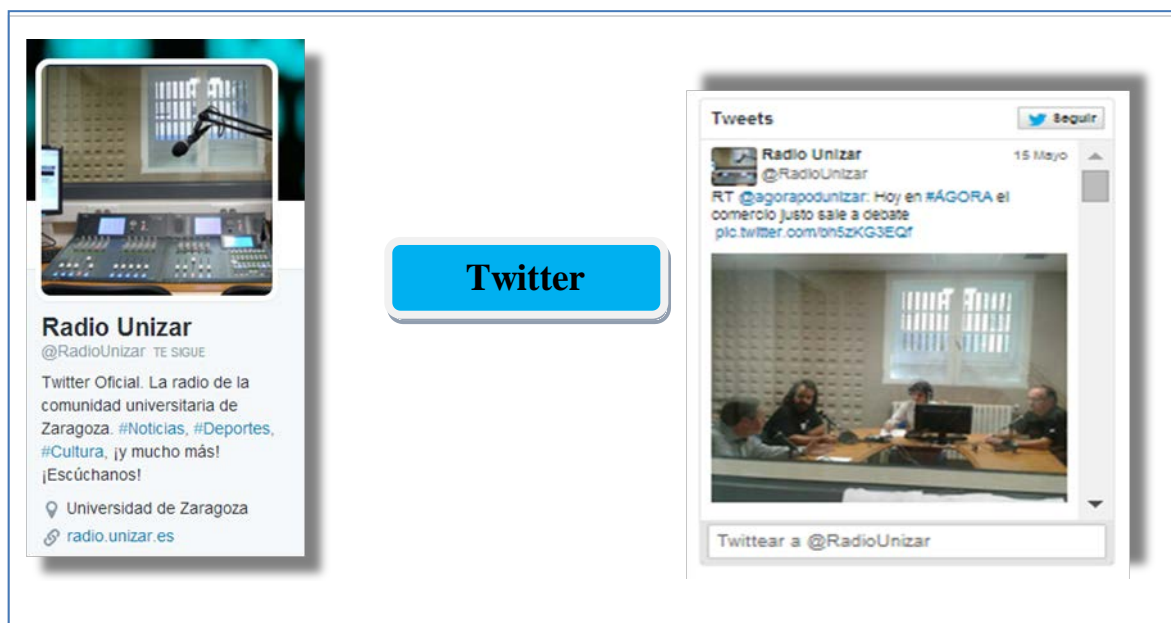 Radio Unizar
@RadioUnizar TE SIGUE
Twitter Oficial. La radio de la
comunidad universitaria de
Zaragoza. #Noticias, #Deportes,
#Cultura, ¡y mucho más!
¡Escúchanos!
Universidad de Zaragoza
radio.unizar.es
Twitter
Tweets
Seguir
Radio Unizar
15 Mayo
@RadioUnizar
RT @agorapodunizar: Hoy en #ÁGORA el
comercio justo sale a debate
pic.twitter.com/bh5zKG3EQf
Twittear a @RadioUnizar